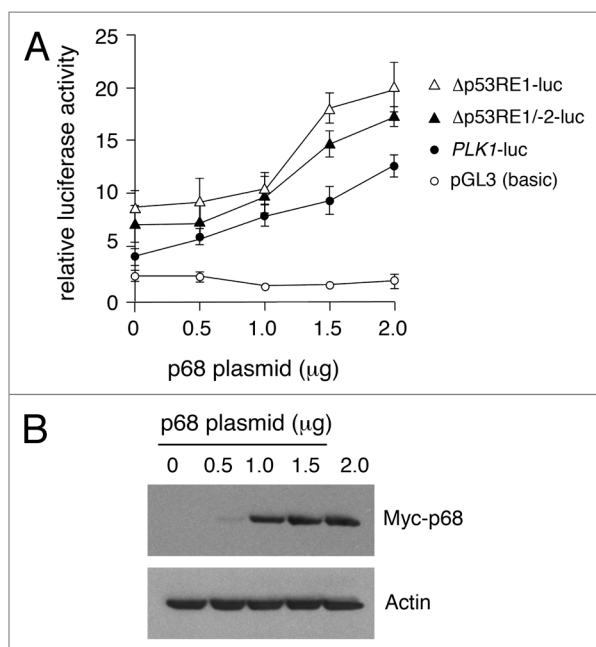 A
25
20
15
10
5
0
relative luciferase activity
0 0.5 1.0 1.5 2.0
p68 plasmid (μg)
Δp53RE1-luc
Δp53RE1/-2-luc
PLK1-luc
pGL3 (basic)
B
p68 plasmid (μg)
0 0.5 1.0 1.5 2.0
Myc-p68
Actin